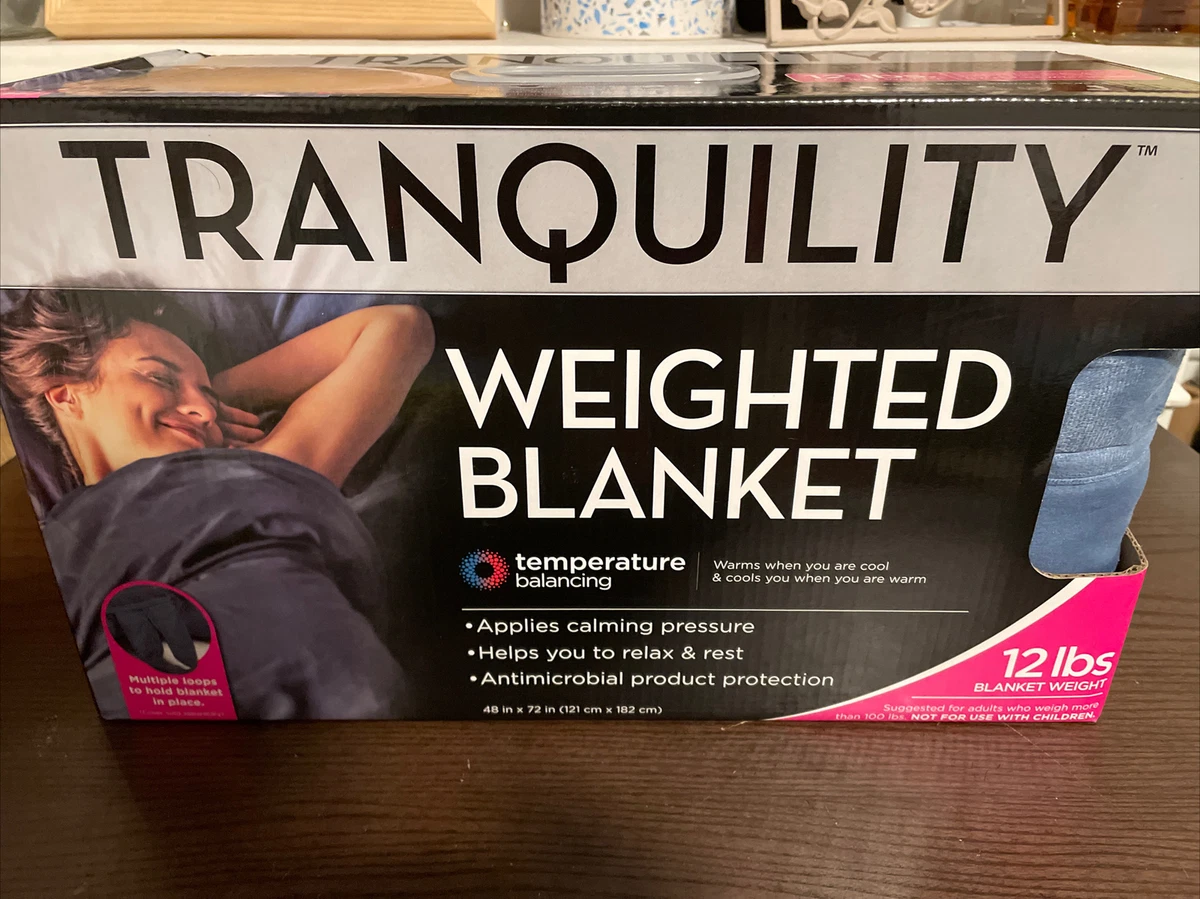 TRANQUILITY
TRANQUILITY™
WEIGHTED
BLANKET
temperature
balancing
Warms when you are cool
& cools you when you are warm
•Applies calming pressure
•Helps you to relax & rest
•Antimicrobial product protection
48 in x 72 in (121 cm x 182 cm)
Multiple loops
to hold blanket
in place.
12 lbs
BLANKET WEIGHT
Suggested for adults who weigh more
than 100 lbs. NOT FOR USE WITH CHILDREN.